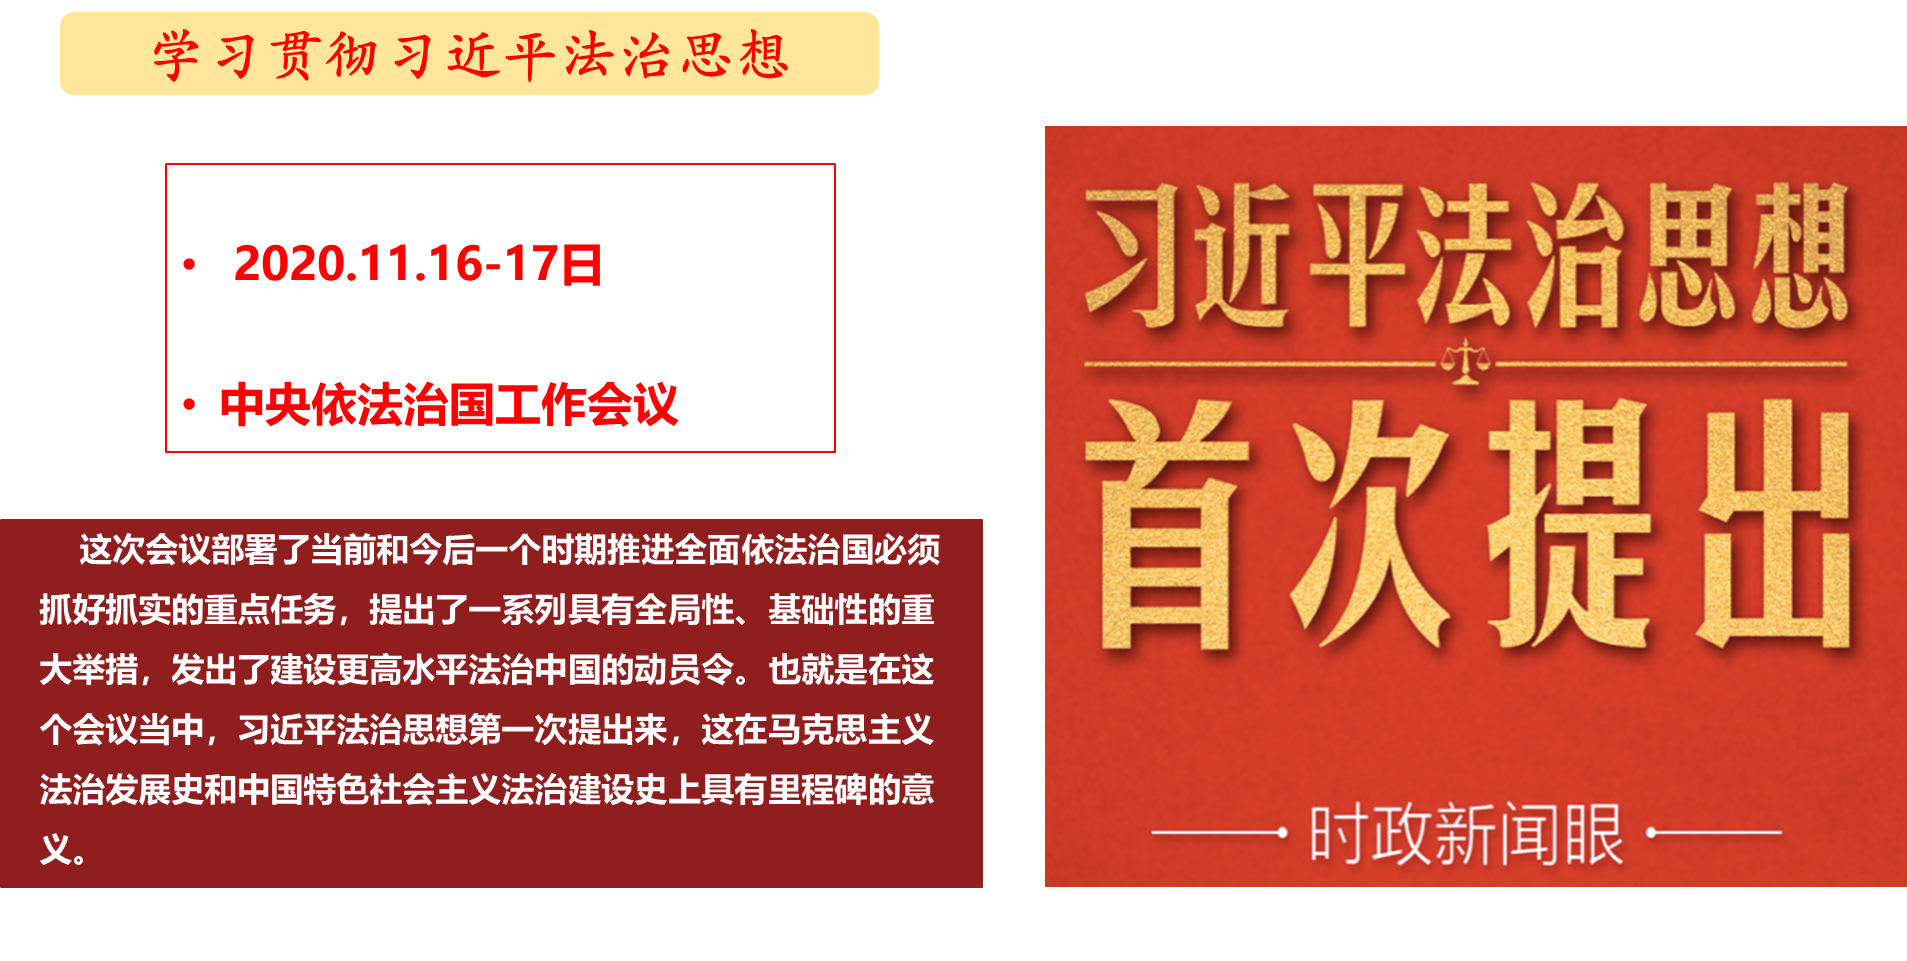 学习贯彻习近平法治思想
• 2020.11.16-17日
• 中央依法治国工作会议
这次会议部署了当前和今后一个时期推进全面依法治国必须
抓好抓实的重点任务，提出了一系列具有全局性、基础性的重
大举措，发出了建设更高水平法治中国的动员令。也就是在这
个会议当中，习近平法治思想第一次提出来，这在马克思主义
法治发展史和中国特色社会主义法治建设史上具有里程碑的意
义。
习近平法治思想
首次提出
时政新闻眼